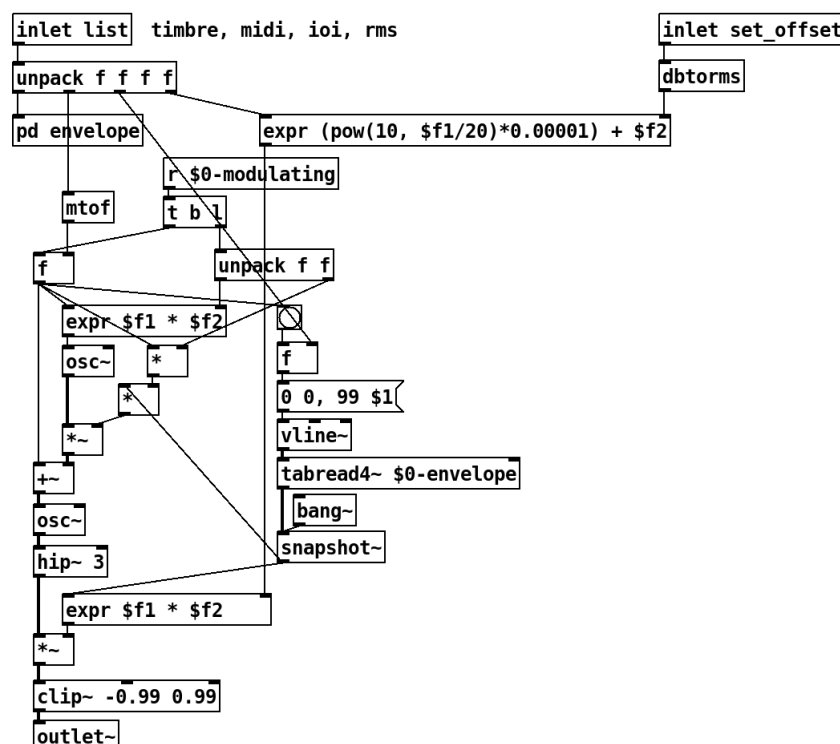 inlet list
timbre, midi, ioi, rms
inlet set_offset
unpack f f f f
dbtorms
pd envelope
expr (pow(10, $f1/20)*0.00001) + $f2
r $0-modulating
mtof
t b l
f
unpack f f
expr $f1 * $f2
osc~
*
f
*
0 0, 99 $1
*~
vline~
+~
tabread4~ $0-envelope
osc~
bang~
hip~ 3
snapshot~
expr $f1 * $f2
*~
clip~ -0.99 0.99
outlet~